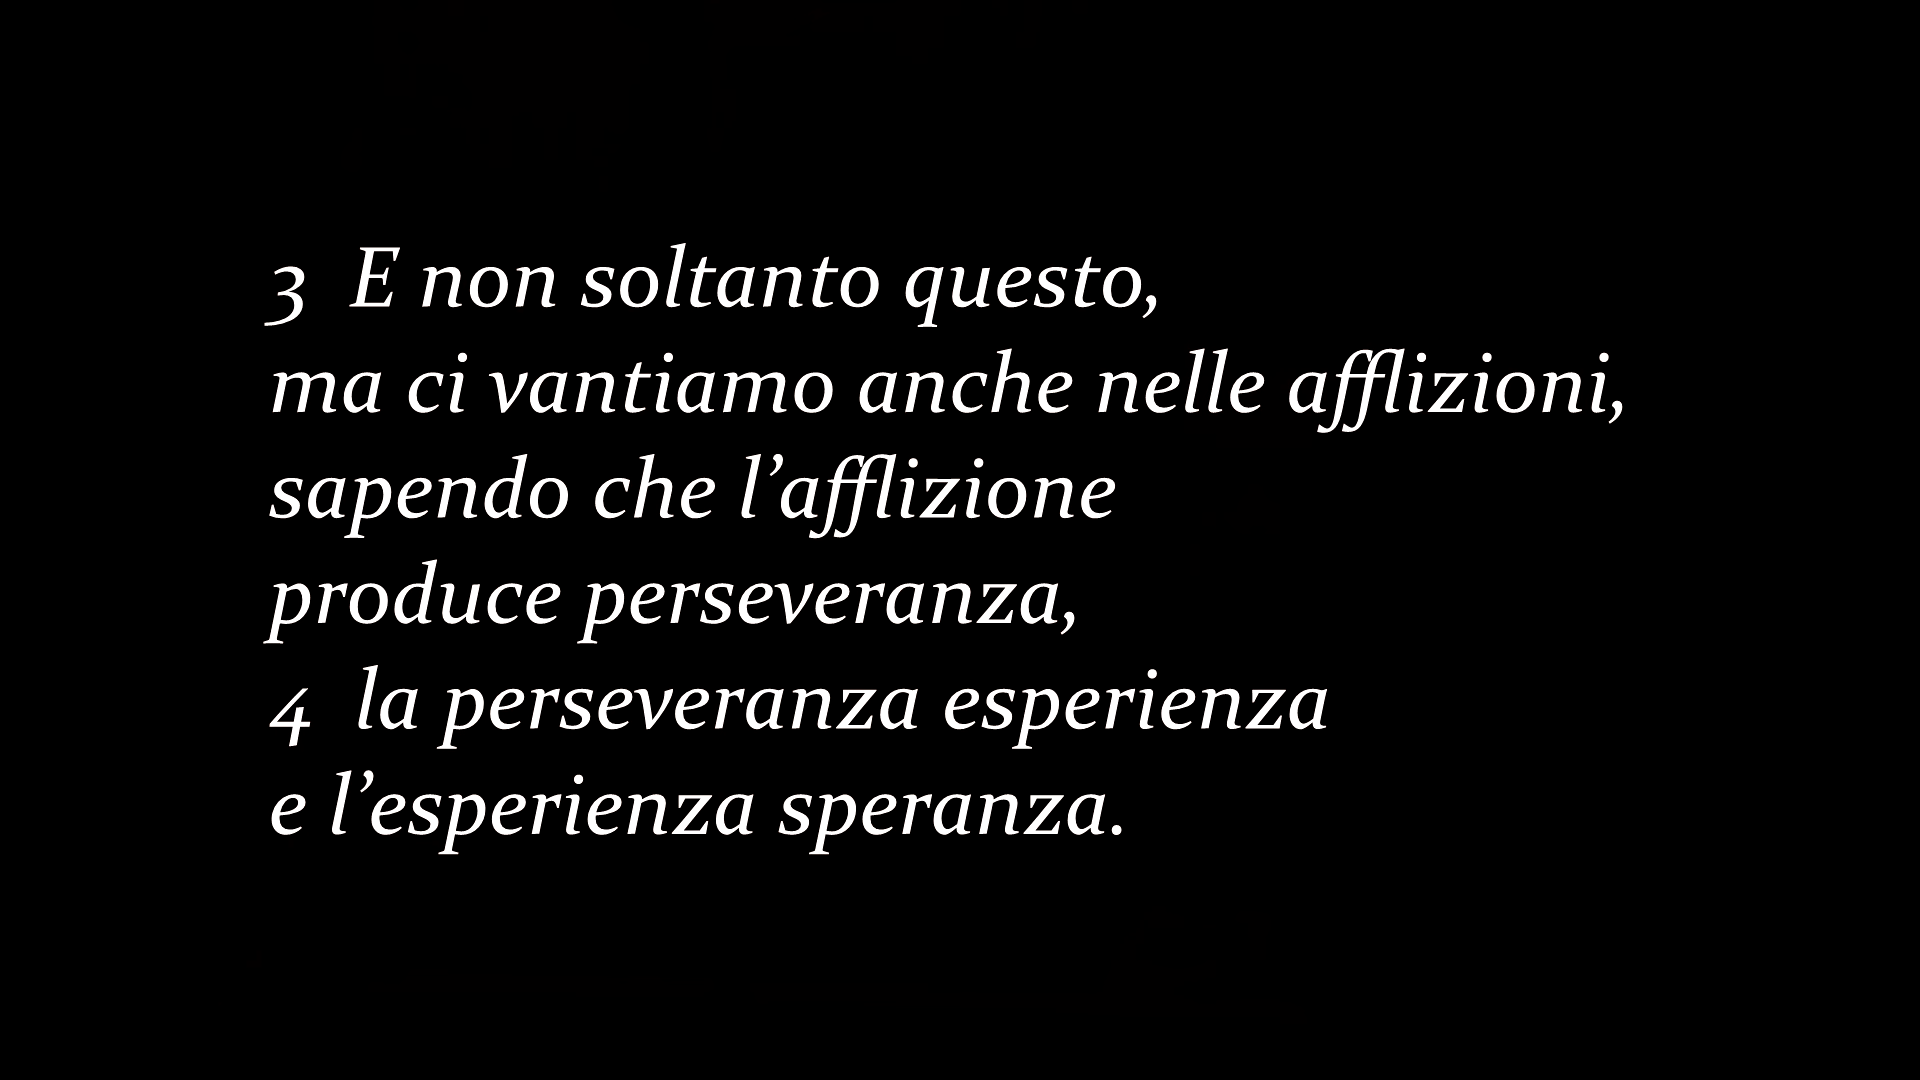 3 E non soltanto questo,
ma ci vantiamo anche nelle afflizioni,
sapendo che l’afflizione
produce perseveranza,
4 la perseveranza esperienza
e l’esperienza speranza.